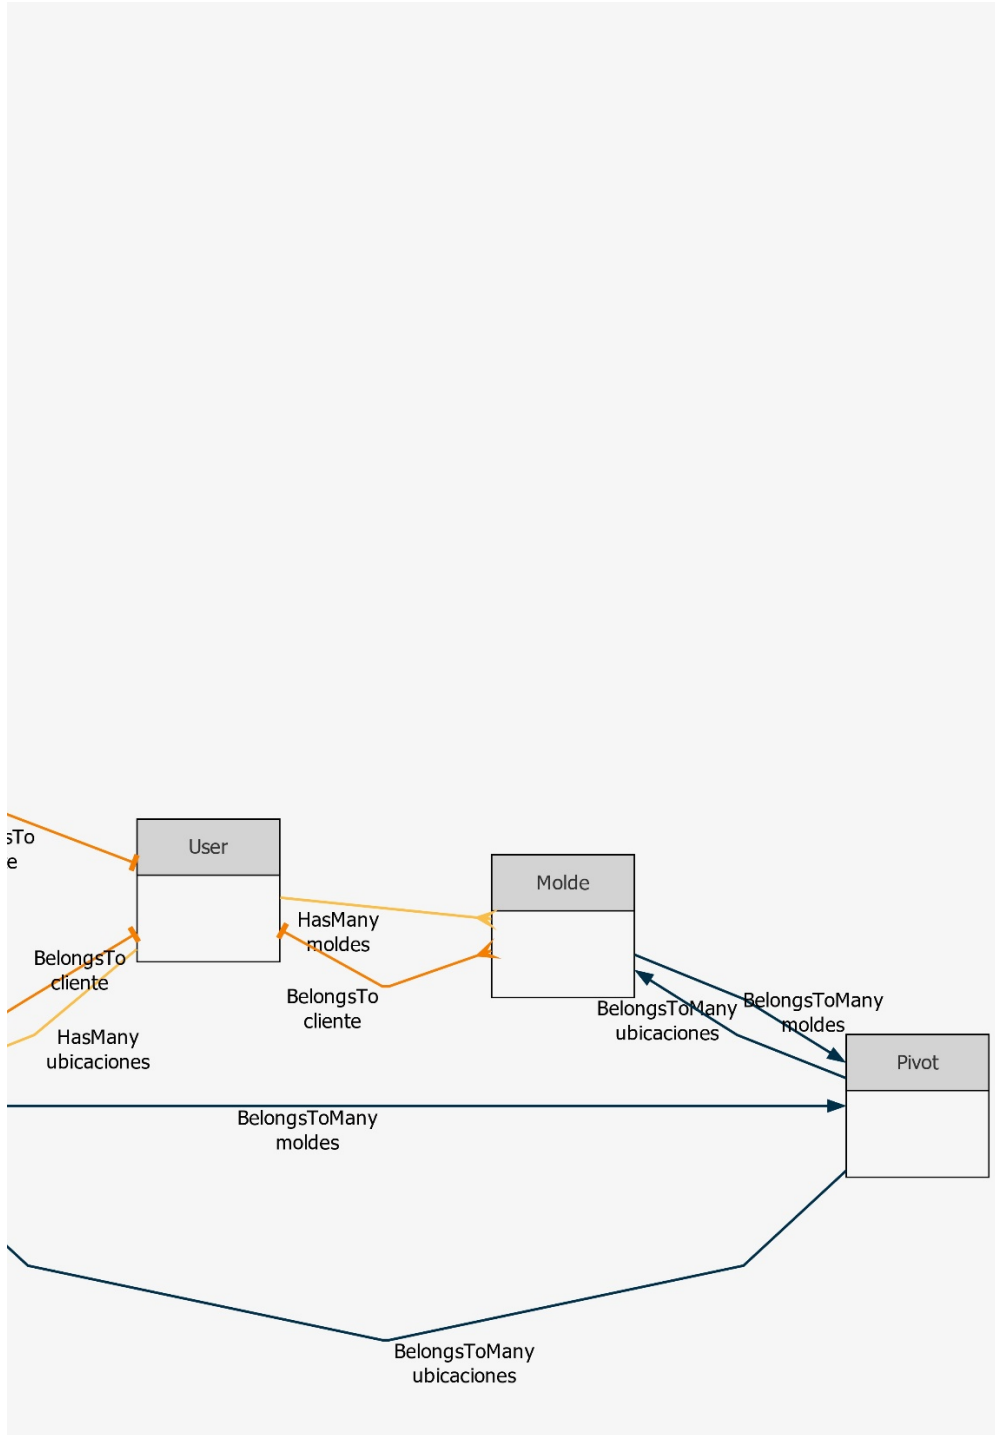 sTo
e
User
Molde
HasMany
moldes
BelongsTo
cliente
BelongsTo
cliente
HasMany
ubicaciones
BelongsToMany
ubicaciones
BelongsToMany
moldes
Pivot
BelongsToMany
moldes
BelongsToMany
ubicaciones